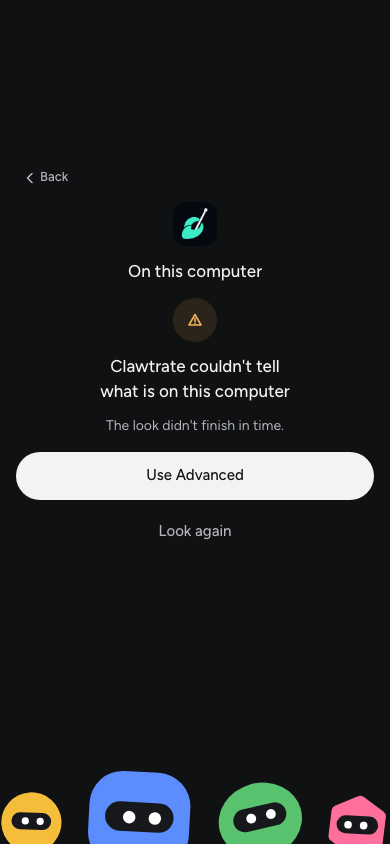 Back
On this computer
Clawtrate couldn't tell
what is on this computer
The look didn't finish in time.
Use Advanced
Look again